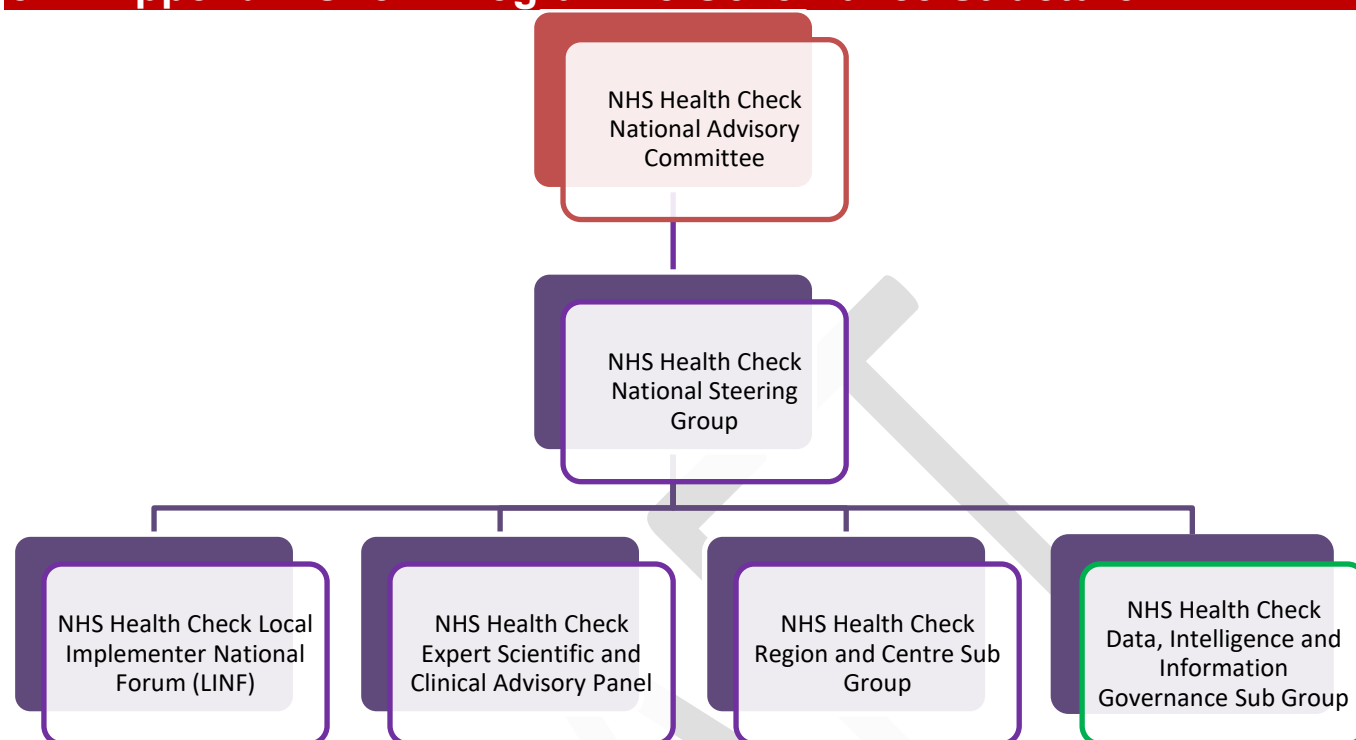 NHS Health Check
National Advisory
Committee
NHS Health Check
National Steering
Group
NHS Health Check Local
Implementer National
Forum (LINF)
NHS Health Check
Expert Scientific and
Clinical Advisory Panel
NHS Health Check
Region and Centre Sub
Group
NHS Health Check
Data, Intelligence and
Information
Governance Sub Group